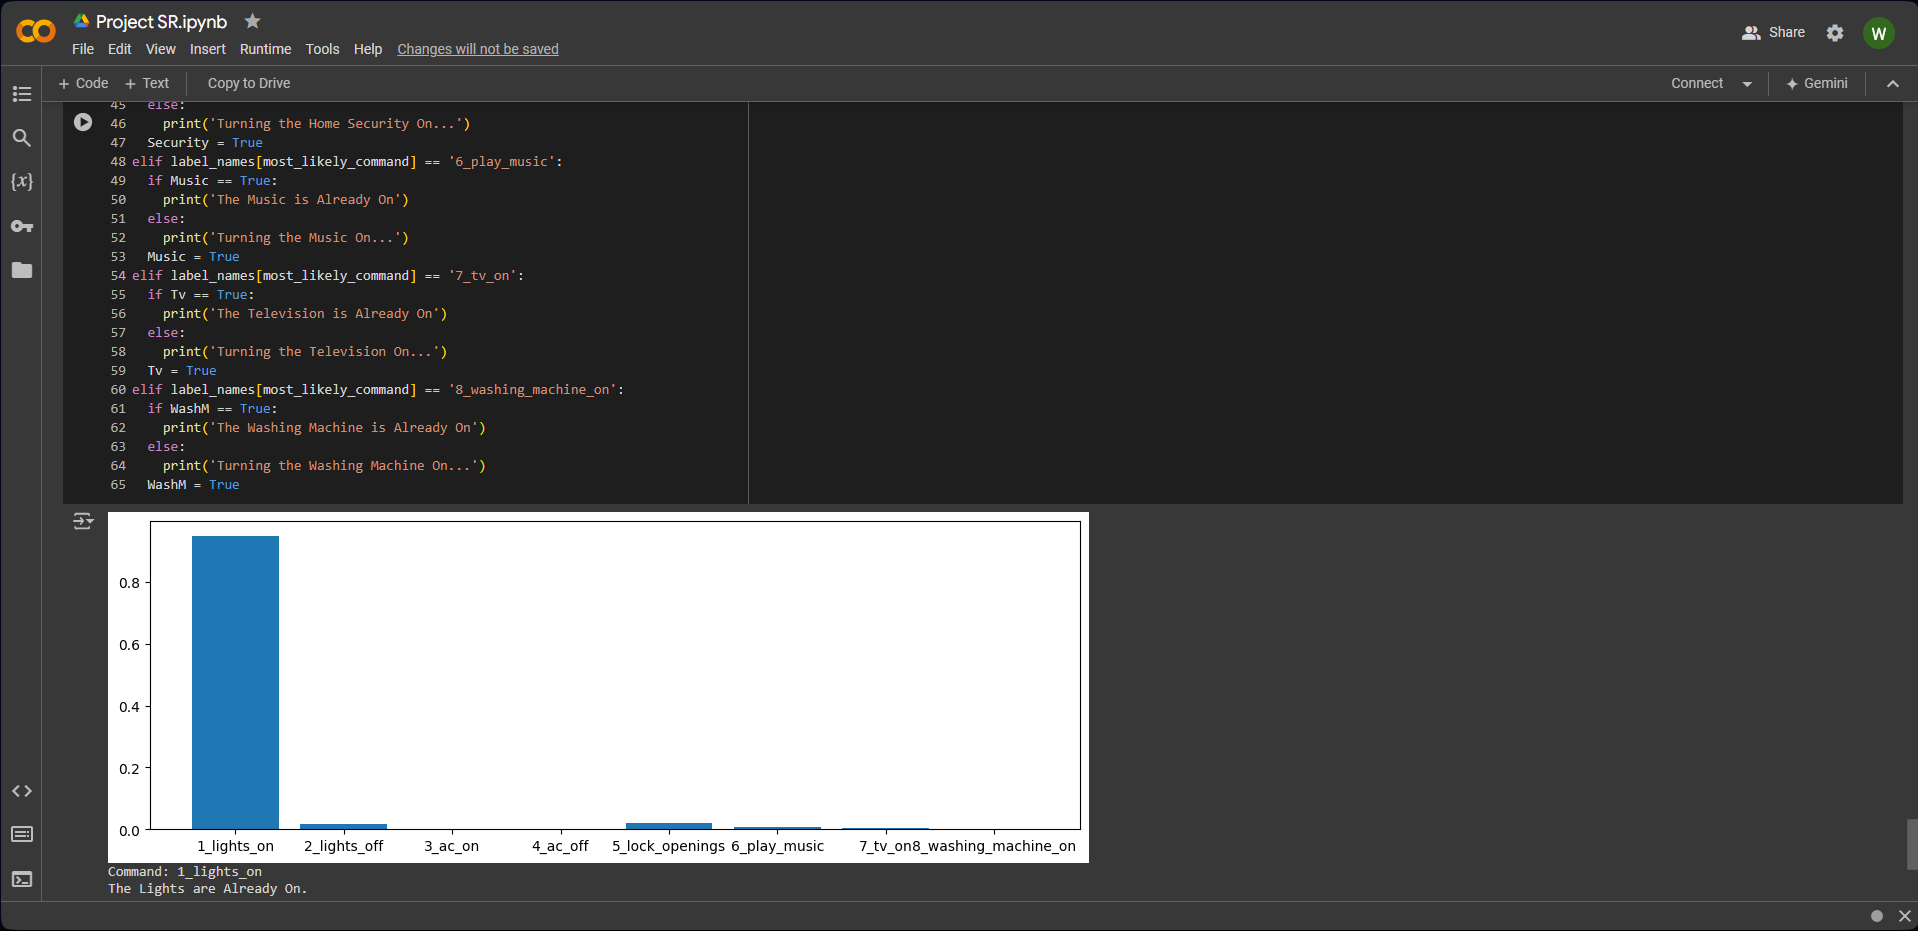 Project SR.ipynb
File Edit View Insert Runtime Tools Help Changes will not be saved
Share
W
+ Code + Text Copy to Drive
Connect Gemini
45 else:
46 print('Turning the Home Security On...')
47 Security = True
48 elif label_names[most_likely_command] == '6_play_music':
49 if Music == True:
50 print('The Music is Already On')
51 else:
52 print('Turning the Music On...')
53 Music = True
54 elif label_names[most_likely_command] == '7_tv_on':
55 if Tv == True:
56 print('The Television is Already On')
57 else:
58 print('Turning the Television On...')
59 Tv = True
60 elif label_names[most_likely_command] == '8_washing_machine_on':
61 if WashM == True:
62 print('The Washing Machine is Already On')
63 else:
64 print('Turning the Washing Machine On...')
65 WashM = True
{x}
0.8
0.6
0.4
0.2
0.0
1_lights_on 2_lights_off 3_ac_on 4_ac_off 5_lock_openings 6_play_music 7_tv_on 8_washing_machine_on
Command: 1_lights_on
The Lights are Already On.